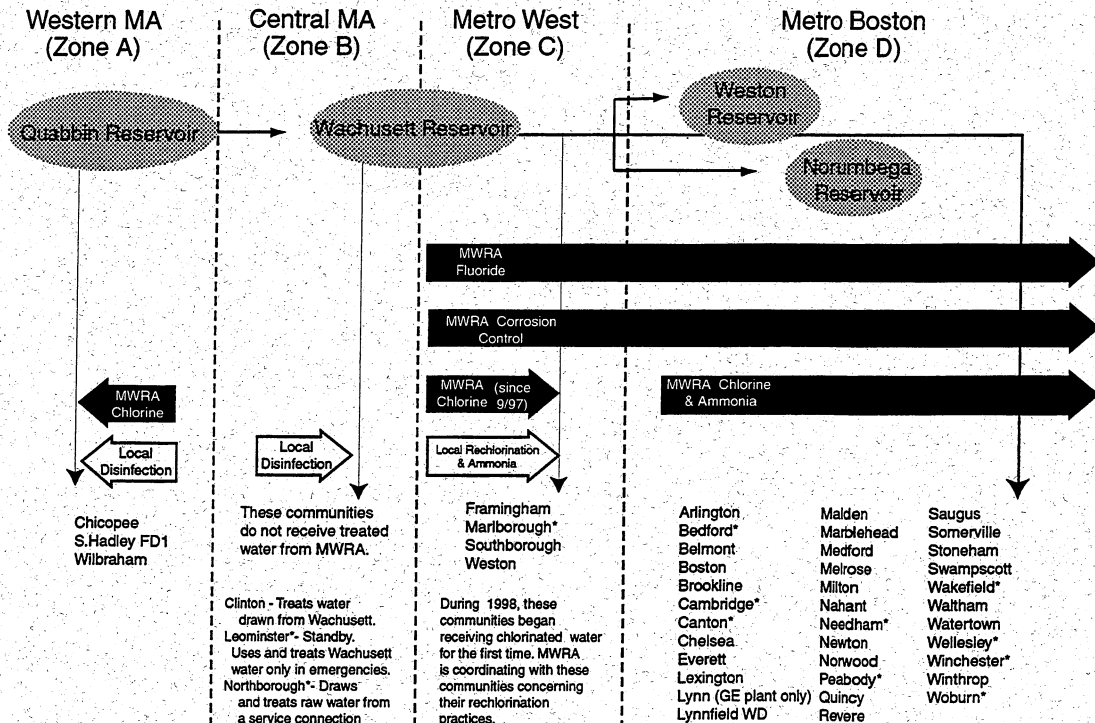 Western MA
(Zone A)
Central MA
(Zone B)
Metro West
(Zone C)
Metro Boston
(Zone D)
Quabbin Reservoir
Wachusett Reservoir
Weston
Reservoir
Norumbega
Reservoir
MWRA
Fluoride
MWRA Corrosion
Control
MWRA
Chlorine
MWRA (since
Chlorine 9/97)
MWRA Chlorine
& Ammonia
Local
Disinfection
Local
Disinfection
Local Rechlorination
& Ammonia
Chicopee
S.Hadley FD1
Wilbraham
These communities
do not receive treated
water from MWRA.
Clinton - Treats water
drawn from Wachusett.
Leominster*- Standby.
Uses and treats Wachusett
water only in emergencies.
Northborough*- Draws
and treats raw water from
a service connection
Framingham
Marlborough*
Southborough
Weston
During 1998, these
communities began
receiving chlorinated water
for the first time. MWRA
is coordinating with these
communities concerning
their rechlorination
practices.
Arlington
Bedford*
Belmont
Boston
Brookline
Cambridge*
Canton*
Chelsea
Everett
Lexington
Lynn (GE plant only)
Lynnfield WD
Malden
Marblehead
Medford
Melrose
Milton
Nahant
Needham*
Newton
Norwood
Peabody*
Quincy
Revere
Saugus
Somerville
Stoneham
Swampscott
Wakefield*
Waltham
Watertown
Wellesley*
Winchester*
Winthrop
Woburn*